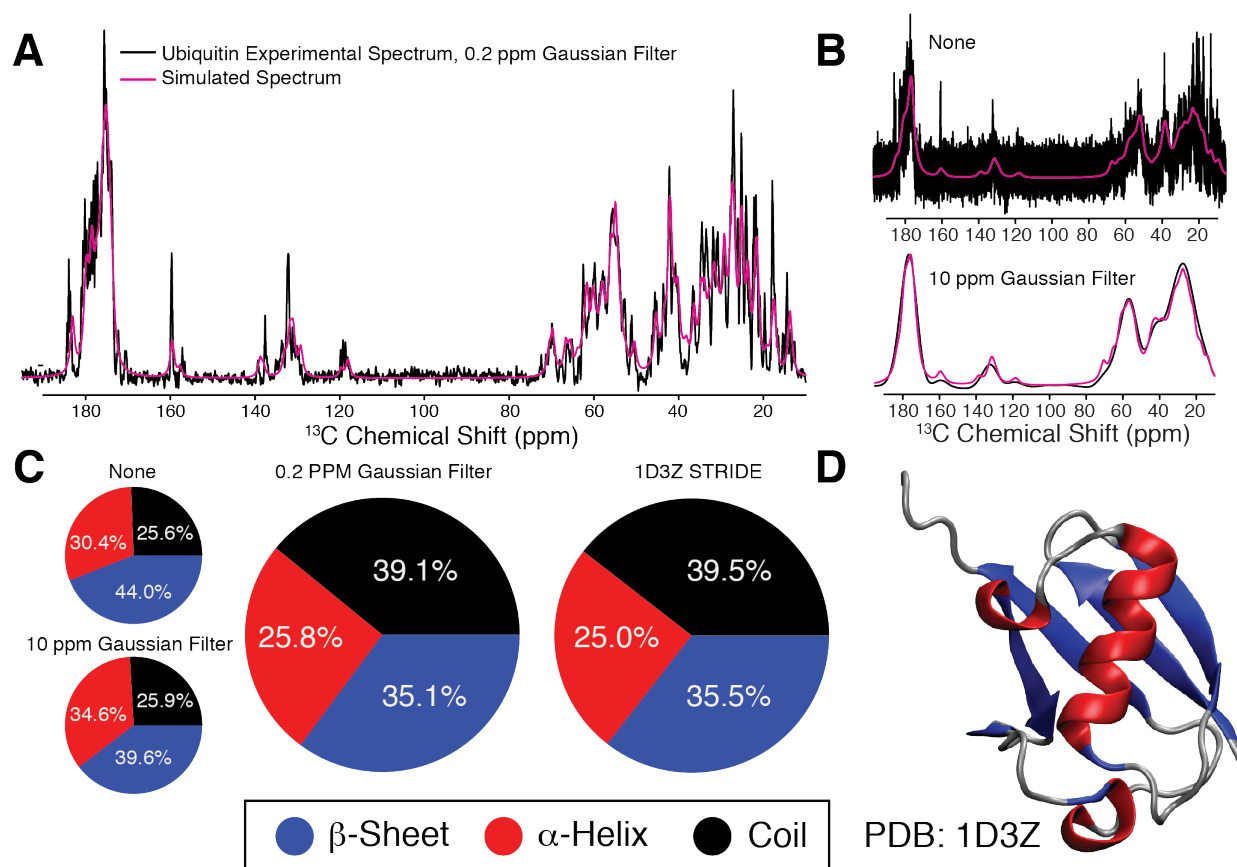 A
Ubiquitin Experimental Spectrum, 0.2 ppm Gaussian Filter
Simulated Spectrum
180 160 140 120 100 80 60 40 20
¹³C Chemical Shift (ppm)
B
None
180 160 140 120 100 80 60 40 20
10 ppm Gaussian Filter
180 160 140 120 100 80 60 40 20
¹³C Chemical Shift (ppm)
C
None
30.4%
25.6%
44.0%
10 ppm Gaussian Filter
34.6%
25.9%
39.6%
0.2 PPM Gaussian Filter
39.1%
25.8%
35.1%
1D3Z STRIDE
39.5%
25.0%
35.5%
β-Sheet
α-Helix
Coil
D
PDB: 1D3Z